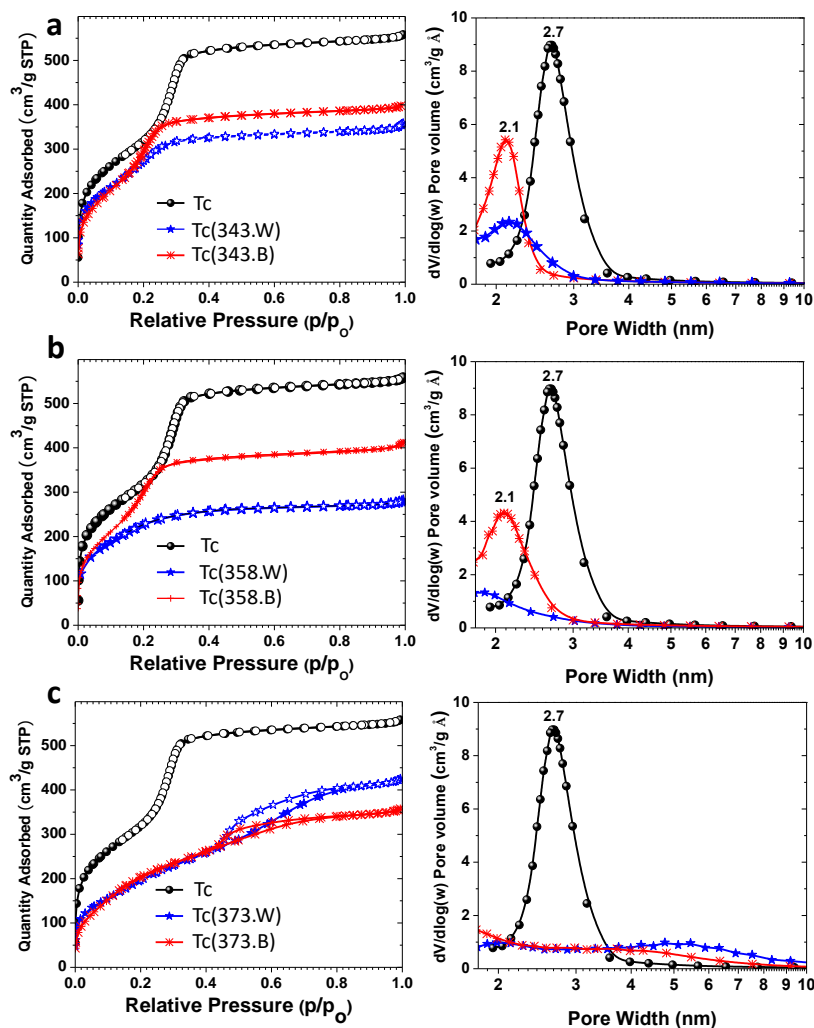 a
Quantity Adsorbed (cm³/g STP)
500
400
300
200
100
0
Tc
Tc(343.W)
Tc(343.B)
0.0 0.2 0.4 0.6 0.8 1.0
Relative Pressure (p/pₒ)
dV/dlog(w) Pore volume (cm³/g Å)
10
8
6
4
2
0
2.7
2.1
2 3 4 5 6 7 8 9 10
Pore Width (nm)
b
Quantity Adsorbed (cm³/g STP)
500
400
300
200
100
0
Tc
Tc(358.W)
Tc(358.B)
0.0 0.2 0.4 0.6 0.8 1.0
Relative Pressure (p/pₒ)
dV/dlog(w) Pore volume (cm³/g Å)
10
8
6
4
2
0
2.7
2.1
2 3 4 5 6 7 8 9 10
Pore Width (nm)
c
Quantity Adsorbed (cm³/g STP)
500
400
300
200
100
0
Tc
Tc(373.W)
Tc(373.B)
0.0 0.2 0.4 0.6 0.8 1.0
Relative Pressure (p/pₒ)
dV/dlog(w) Pore volume (cm³/g Å)
10
8
6
4
2
0
2.7
2 3 4 5 6 7 8 9 10
Pore Width (nm)